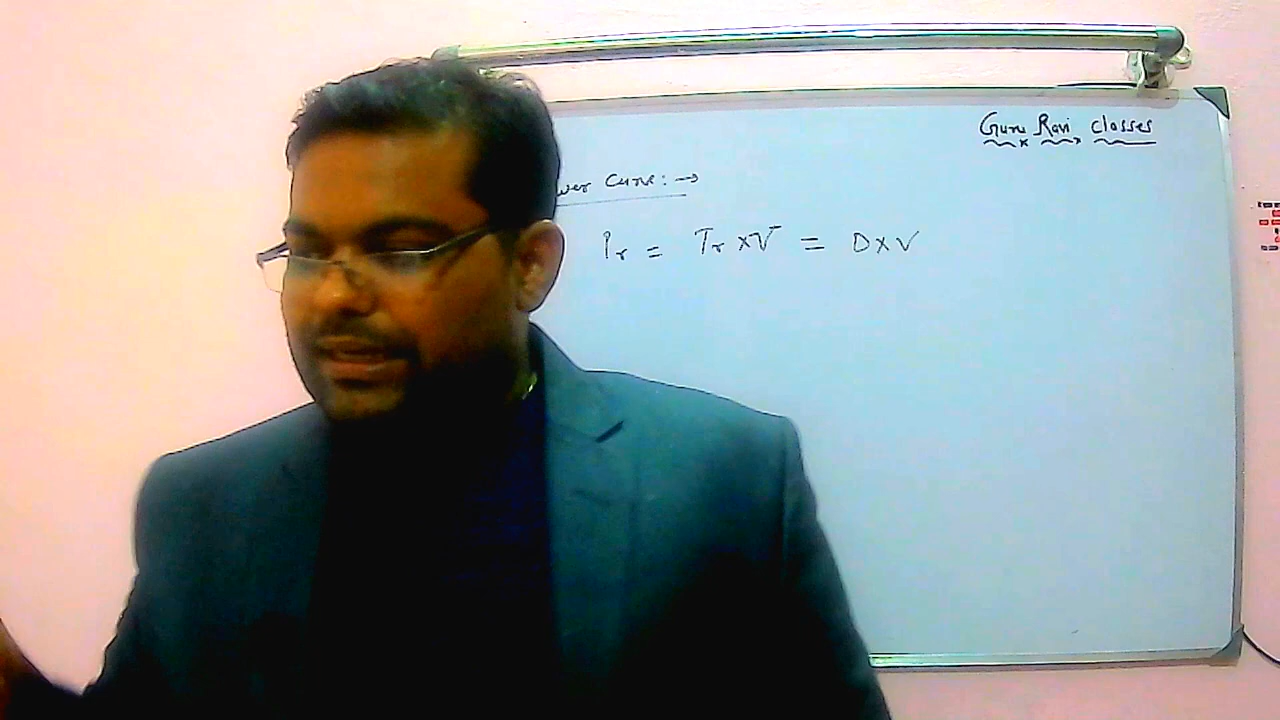 Guru Ravi Classes
wer Curve: →
Pr = Tr × V = D × V